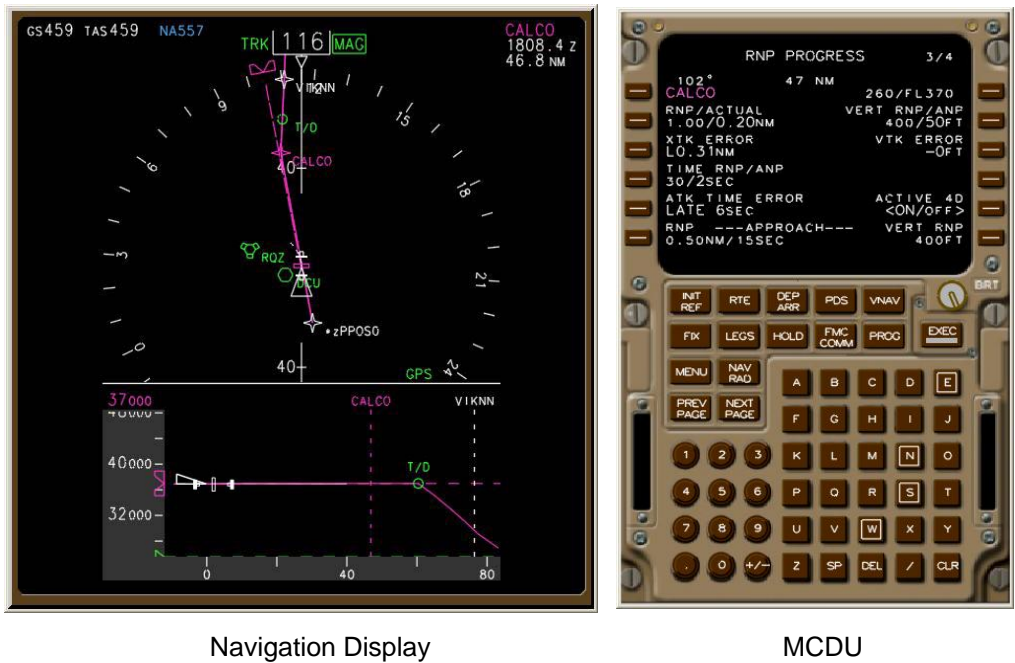 GS459 TAS459 NA557
TRK 116 MAG
CALCO
1808.4 z
46.8 NM
VIKNN
12
9
15
T/D
CALCO
40
6
18
3
RQZ
DCU
21
zPPOSO
0
40
GPS
24
37000
CALCO
VIKNN
40000
T/D
32000
0 40 80
RNP PROGRESS 3/4
102° 47 NM
CALCO 260/FL370
RNP/ACTUAL VERT RNP/ANP
1.00/0.20NM 400/50FT
XTK ERROR VTK ERROR
L0.31NM -0FT
TIME RNP/ANP
30/2SEC
ATK TIME ERROR ACTIVE 4D
LATE 6SEC <ON/OFF>
RNP ---APPROACH--- VERT RNP
0.50NM/15SEC 400FT
BRT
INIT REF RTE DEP ARR PDS VNAV
FIX LEGS HOLD FMC COMM PROG EXEC
MENU NAV RAD
PREV PAGE NEXT PAGE
A B C D E
F G H I J
1 2 3 K L M N O
4 5 6 P Q R S T
7 8 9 U V W X Y
. 0 +/- Z SP DEL / CLR
Navigation Display
MCDU